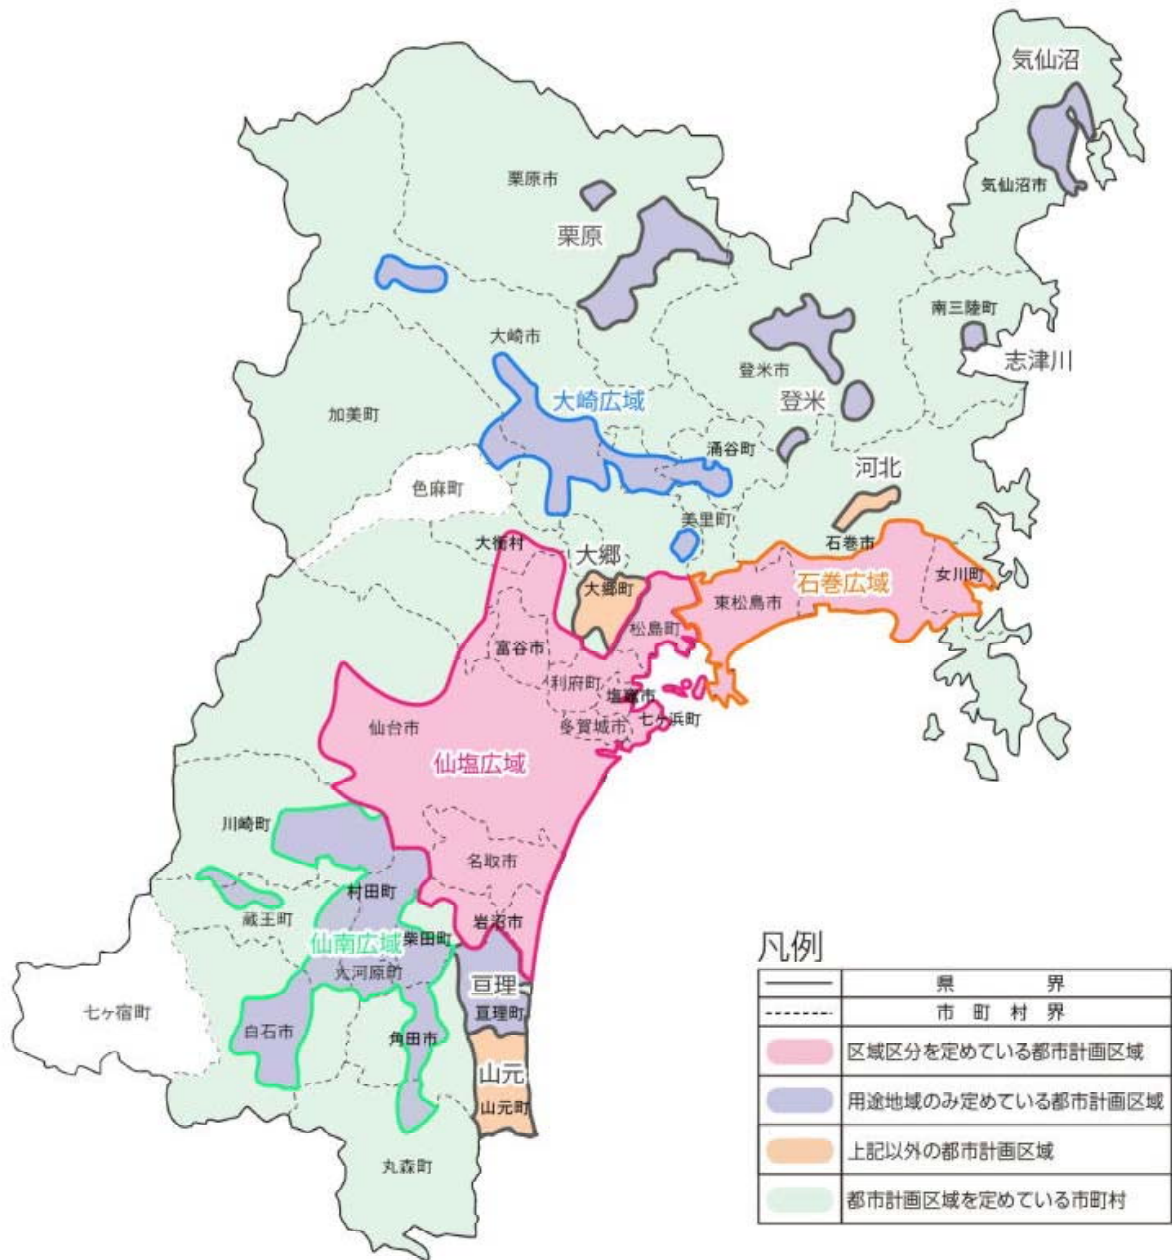 気仙沼
気仙沼市
栗原市
栗原
南三陸町
志津川
大崎市
登米市
登米
大崎広域
加美町
涌谷町
河北
色麻町
美里町
大衡村
石巻市
大郷
大郷町
女川町
石巻広域
東松島市
松島町
富谷市
利府町
塩竈市
七ヶ浜町
多賀城市
仙台市
仙塩広域
川崎町
名取市
村田町
蔵王町
岩沼市
柴田町
仙南広域
大河原町
亘理
亘理町
七ヶ宿町
白石市
角田市
山元
山元町
丸森町
凡例
県 界
市 町 村 界
区域区分を定めている都市計画区域
用途地域のみ定めている都市計画区域
上記以外の都市計画区域
都市計画区域を定めている市町村